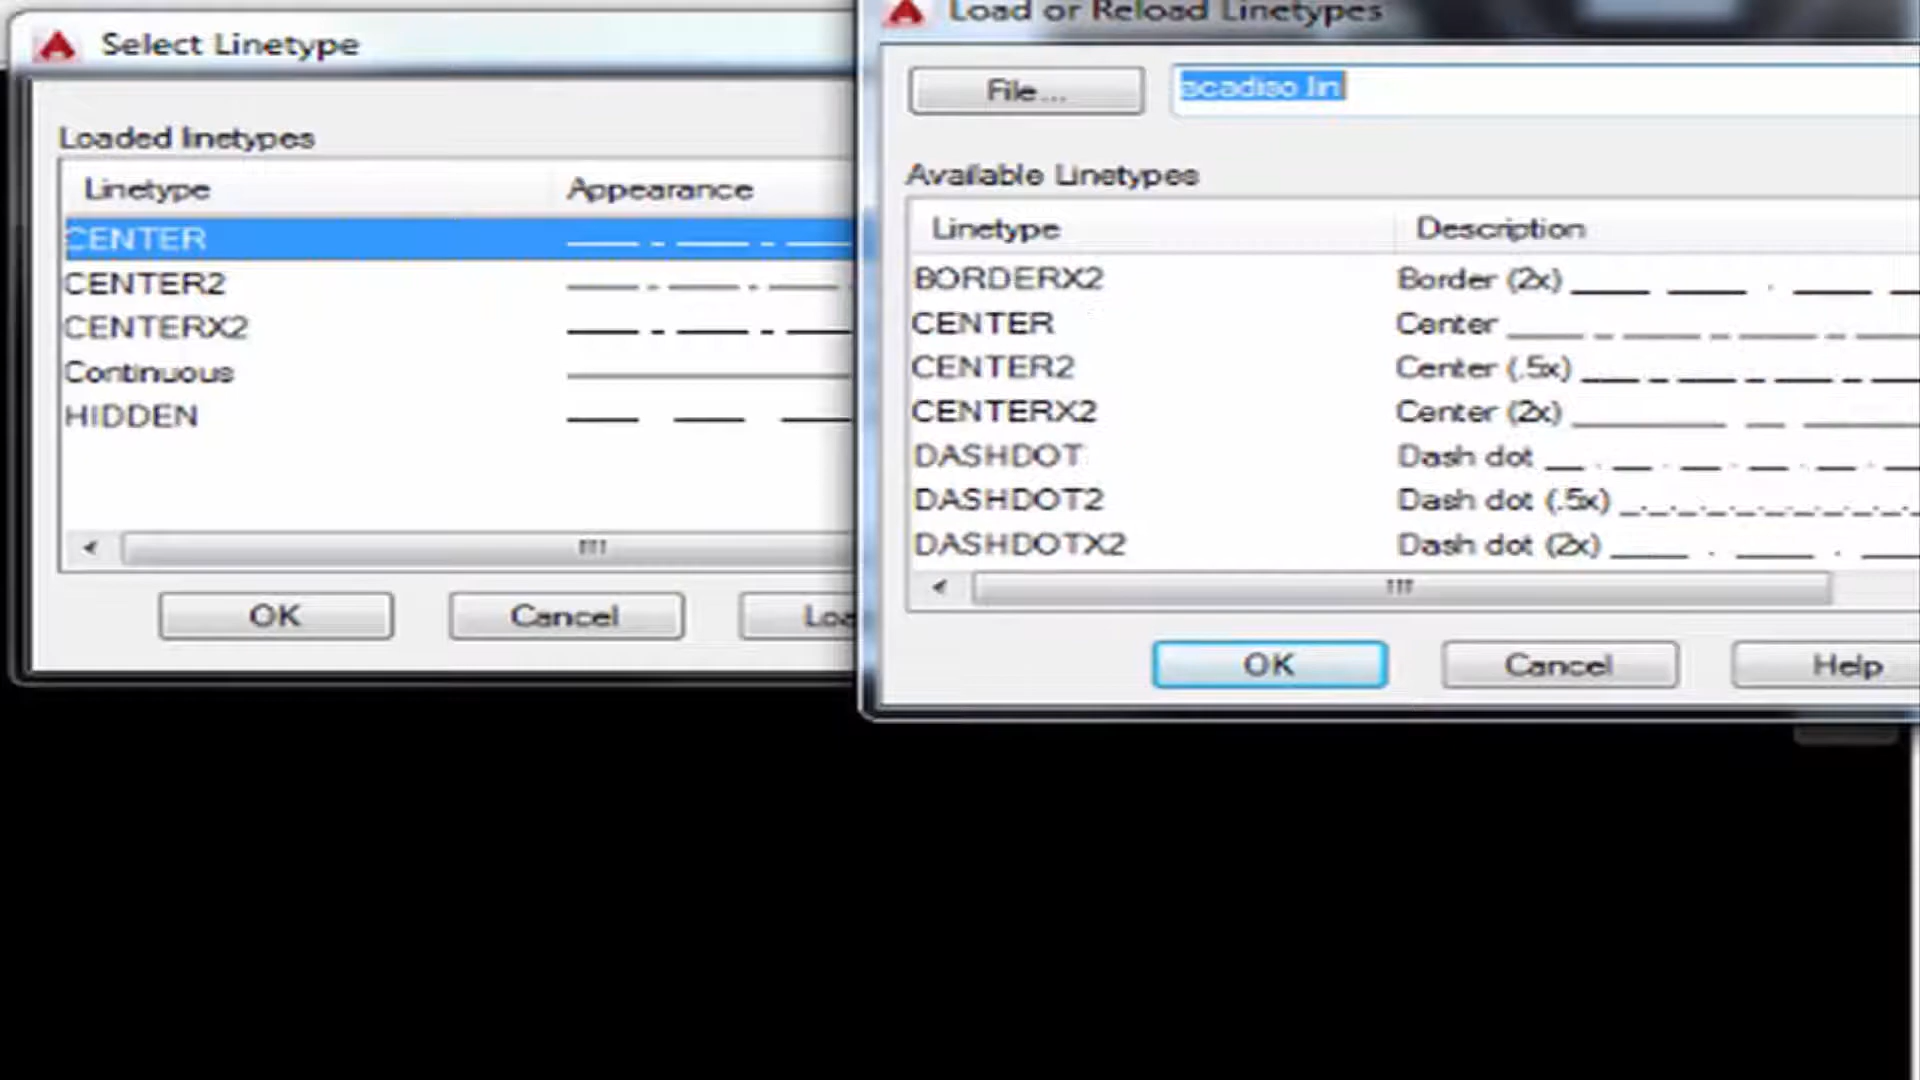 Select Linetype
Loaded linetypes
Linetype Appearance
CENTER
CENTER2
CENTERX2
Continuous
HIDDEN
OK Cancel
Load or Reload Linetypes
File... acadiso.lin
Available Linetypes
Linetype Description
BORDERX2 Border (2x)
CENTER Center
CENTER2 Center (.5x)
CENTERX2 Center (2x)
DASHDOT Dash dot
DASHDOT2 Dash dot (.5x)
DASHDOTX2 Dash dot (2x)
OK Cancel Help